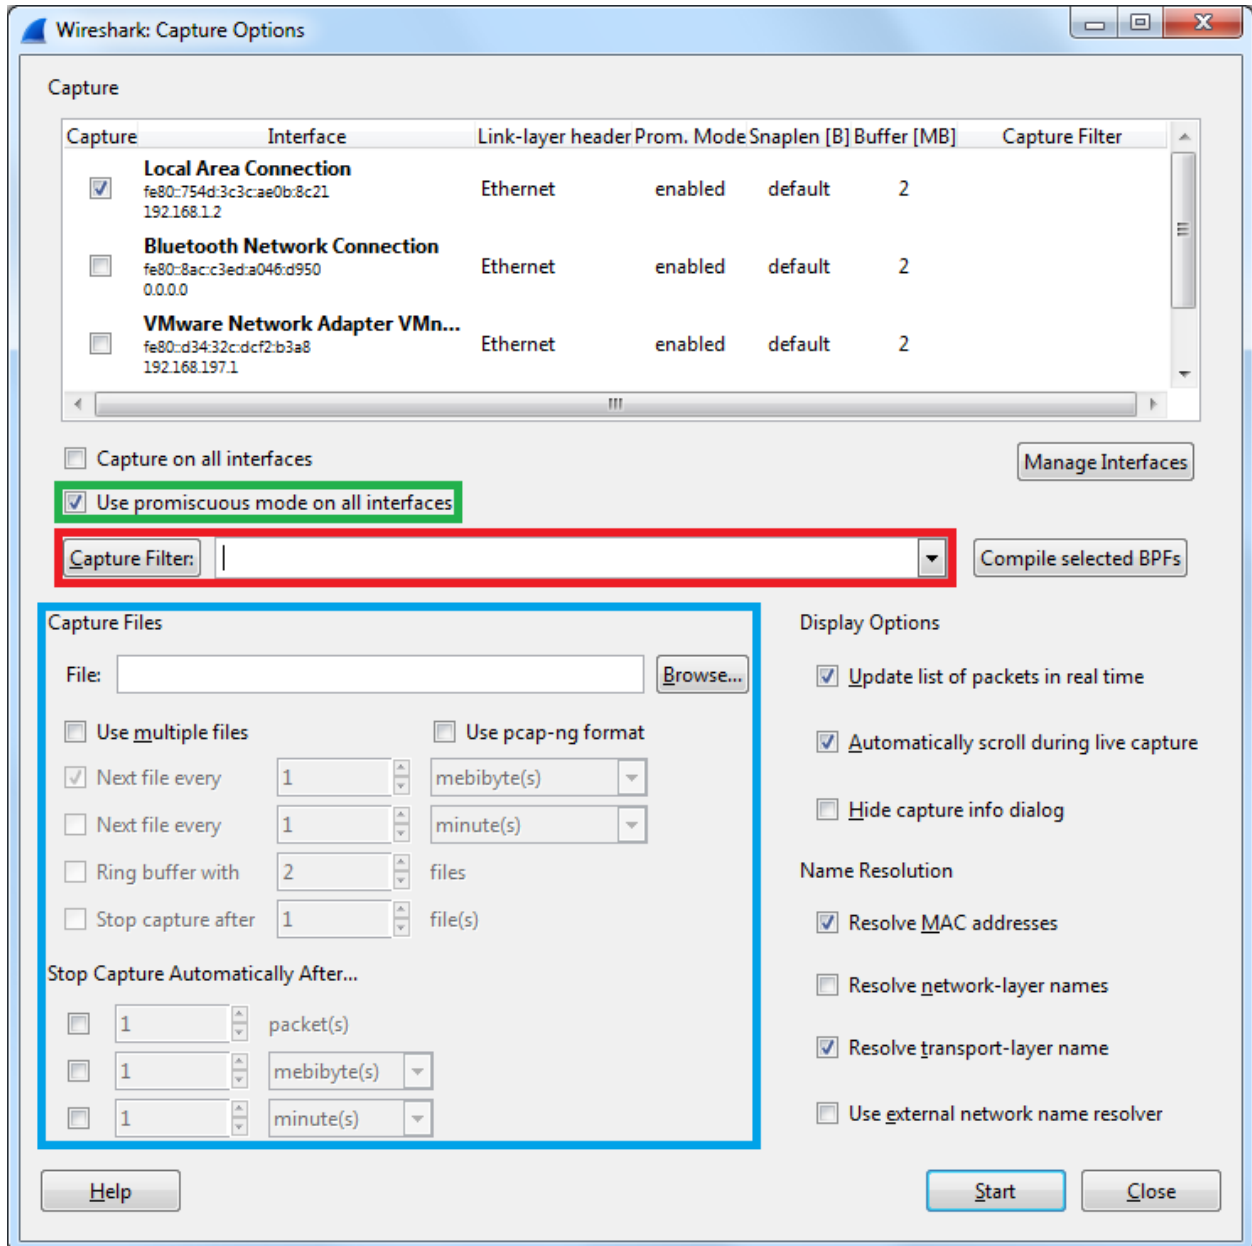 Wireshark: Capture Options
Capture
Capture Interface Link-layer header Prom. Mode Snaplen [B] Buffer [MB] Capture Filter
Local Area Connection
fe80::754d:3c3c:ae0b:8c21
192.168.1.2
Ethernet enabled default 2
Bluetooth Network Connection
fe80::8ac:c3ed:a046:d950
0.0.0.0
Ethernet enabled default 2
VMware Network Adapter VMn...
fe80::d34:32c:dcf2:b3a8
192.168.197.1
Ethernet enabled default 2
Capture on all interfaces
Manage Interfaces
Use promiscuous mode on all interfaces
Capture Filter:
Compile selected BPFs
Capture Files
File:
Browse...
Use multiple files
Use pcap-ng format
Next file every 1 mebibyte(s)
Next file every 1 minute(s)
Ring buffer with 2 files
Stop capture after 1 file(s)
Stop Capture Automatically After...
1 packet(s)
1 mebibyte(s)
1 minute(s)
Display Options
Update list of packets in real time
Automatically scroll during live capture
Hide capture info dialog
Name Resolution
Resolve MAC addresses
Resolve network-layer names
Resolve transport-layer name
Use external network name resolver
Help
Start
Close